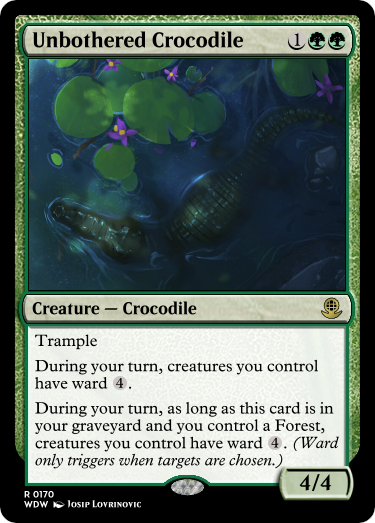 Unbothered Crocodile 1
Creature — Crocodile
Trample
During your turn, creatures you control
have ward 4.
During your turn, as long as this card is in
your graveyard and you control a Forest,
creatures you control have ward 4. (Ward
only triggers when targets are chosen.)
4/4
R 0170
WDW Josip Lovrinovic